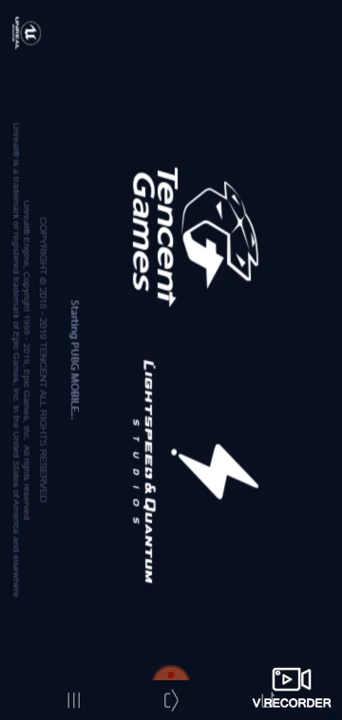 Tencent
Games
LIGHTSPEED & QUANTUM
STUDIOS
Starting PUBG MOBILE...
COPYRIGHT © 2018 - 2019 TENCENT ALL RIGHTS RESERVED
Unreal® Engine, Copyright 1998 - 2019, Epic Games, Inc. All rights reserved
Unreal® is a trademark or registered trademark of Epic Games, Inc. in the United States of America and elsewhere
UNREAL
V RECORDER